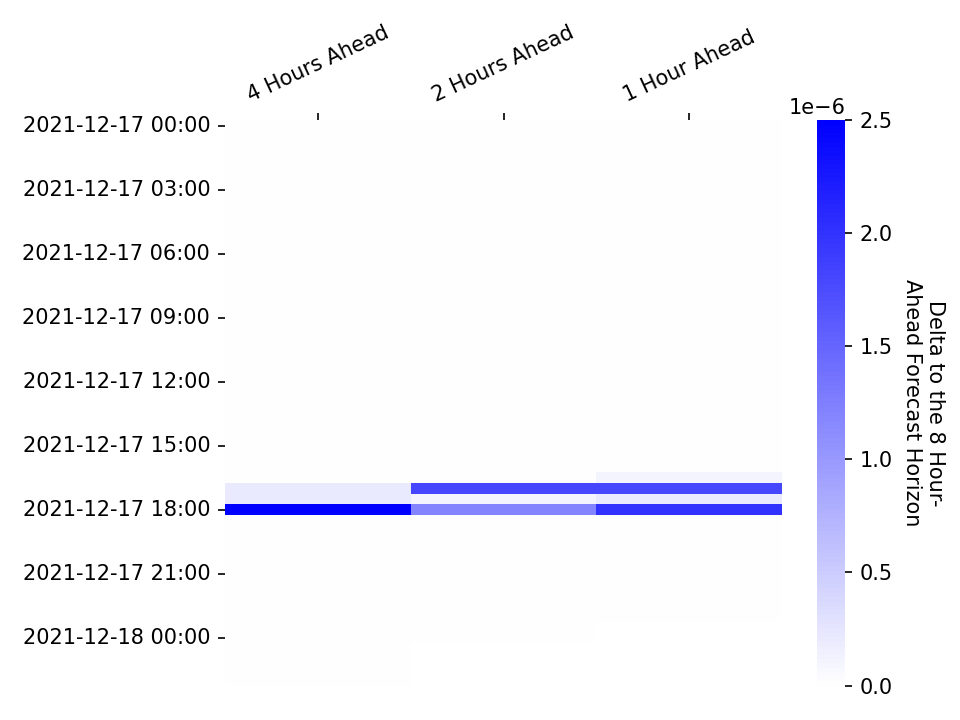 4 Hours Ahead
2 Hours Ahead
1 Hour Ahead
2021-12-17 00:00
2021-12-17 03:00
2021-12-17 06:00
2021-12-17 09:00
2021-12-17 12:00
2021-12-17 15:00
2021-12-17 18:00
2021-12-17 21:00
2021-12-18 00:00
1e−6
2.5
2.0
1.5
1.0
0.5
0.0
Delta to the 8 Hour-
Ahead Forecast Horizon